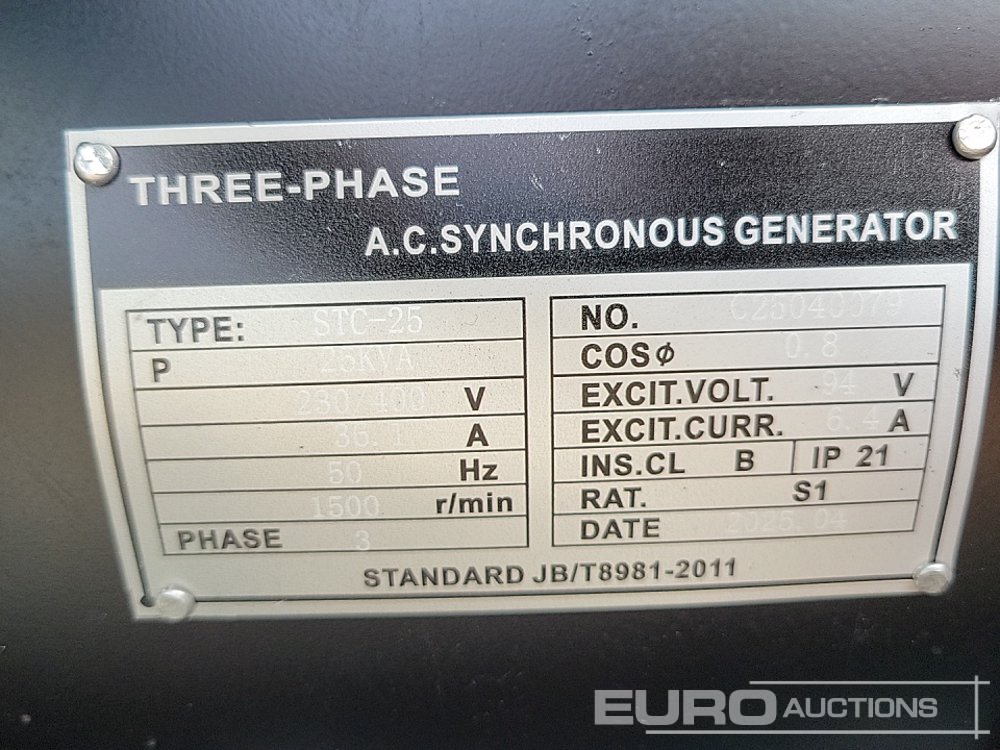 THREE-PHASE
A.C.SYNCHRONOUS GENERATOR
TYPE: STC-25
P 25KVA
230/400 V
36.1 A
50 Hz
1500 r/min
PHASE 3
NO.
COSφ 0.8
EXCIT.VOLT. 94 V
EXCIT.CURR. 6.4 A
INS.CL B IP 21
RAT. S1
DATE 2025.04
STANDARD JB/T8981-2011
EURO AUCTIONS